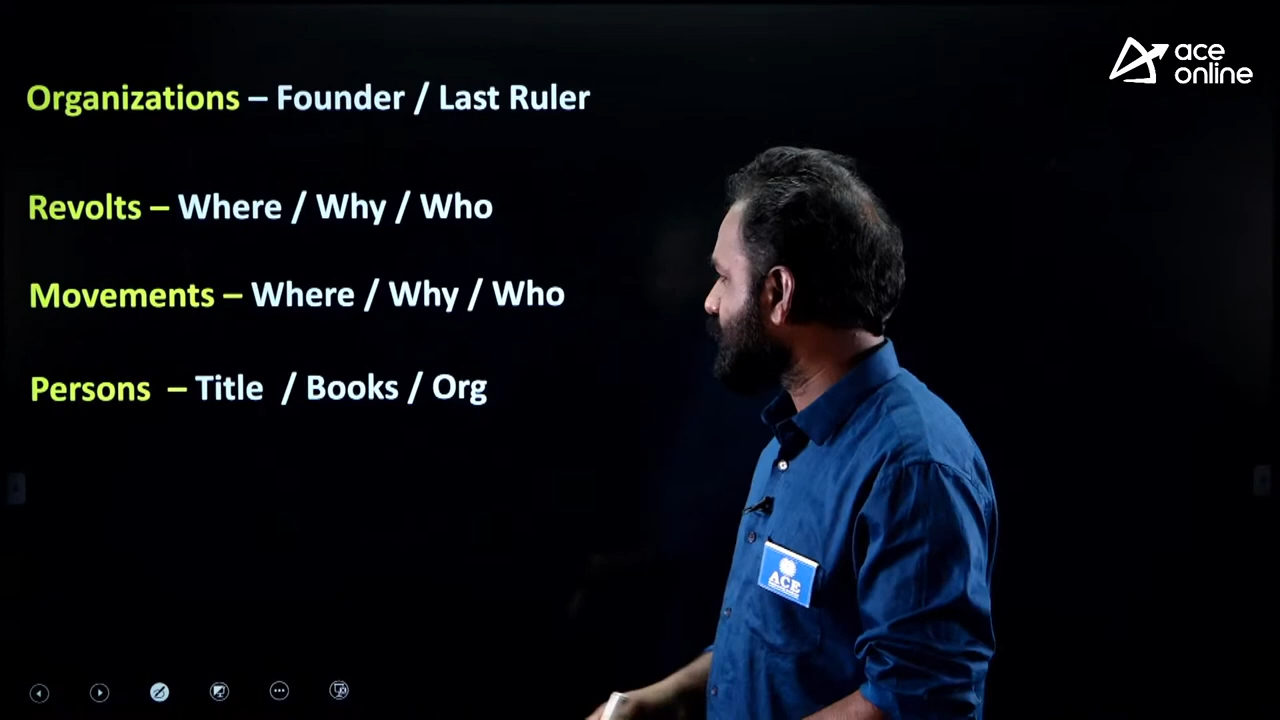 ace
online
Organizations – Founder / Last Ruler
Revolts – Where / Why / Who
Movements – Where / Why / Who
Persons – Title / Books / Org
ACE